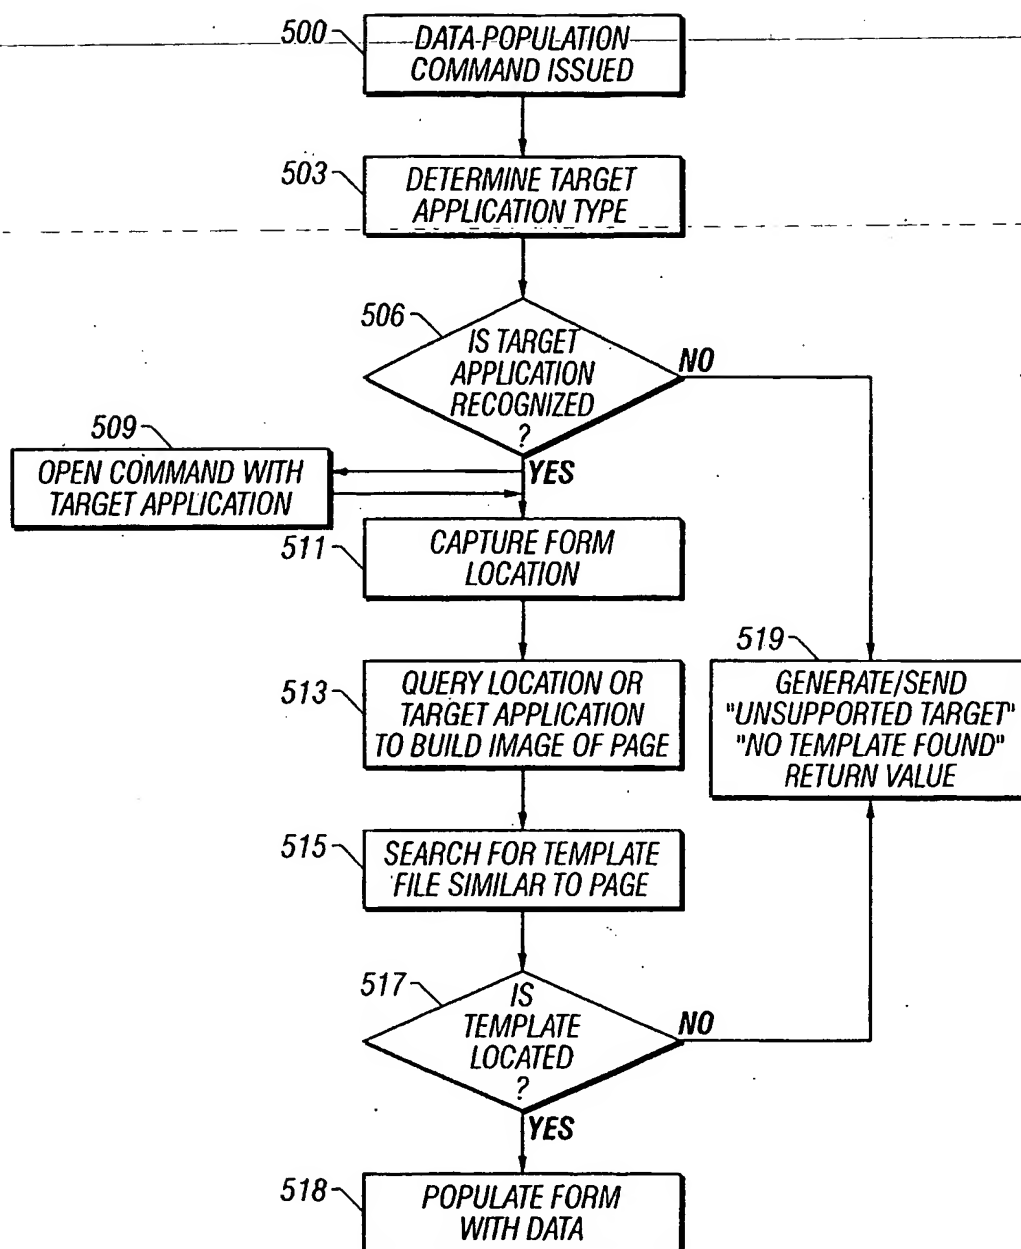 500
DATA POPULATION
COMMAND ISSUED
503
DETERMINE TARGET
APPLICATION TYPE
506
IS TARGET
APPLICATION
RECOGNIZED
?
NO
YES
509
OPEN COMMAND WITH
TARGET APPLICATION
511
CAPTURE FORM
LOCATION
513
QUERY LOCATION OR
TARGET APPLICATION
TO BUILD IMAGE OF PAGE
519
GENERATE/SEND
"UNSUPPORTED TARGET"
"NO TEMPLATE FOUND"
RETURN VALUE
515
SEARCH FOR TEMPLATE
FILE SIMILAR TO PAGE
517
IS
TEMPLATE
LOCATED
?
NO
YES
518
POPULATE FORM
WITH DATA